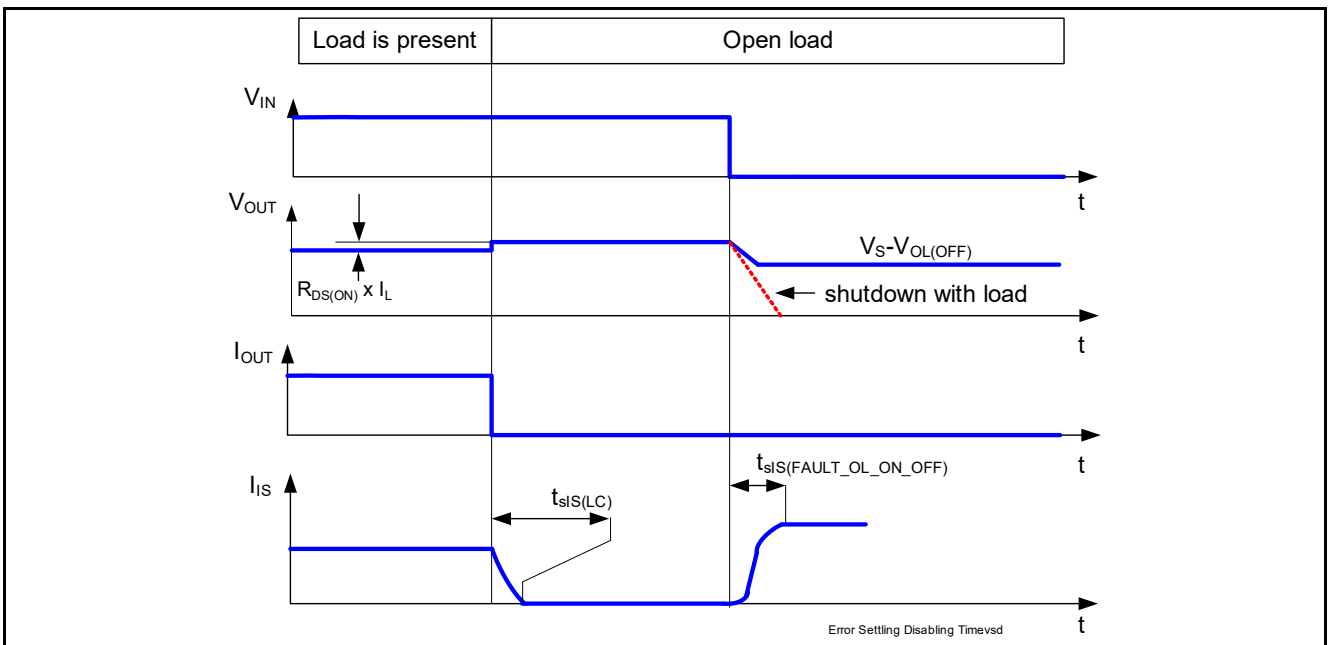 Load is present
Open load
VIN
t
VOUT
VS-VOL(OFF)
RDS(ON) x IL
shutdown with load
t
IOUT
t
IIS
tsIS(LC)
tsIS(FAULT_OL_ON_OFF)
t
Error Settling Disabling Timevsd